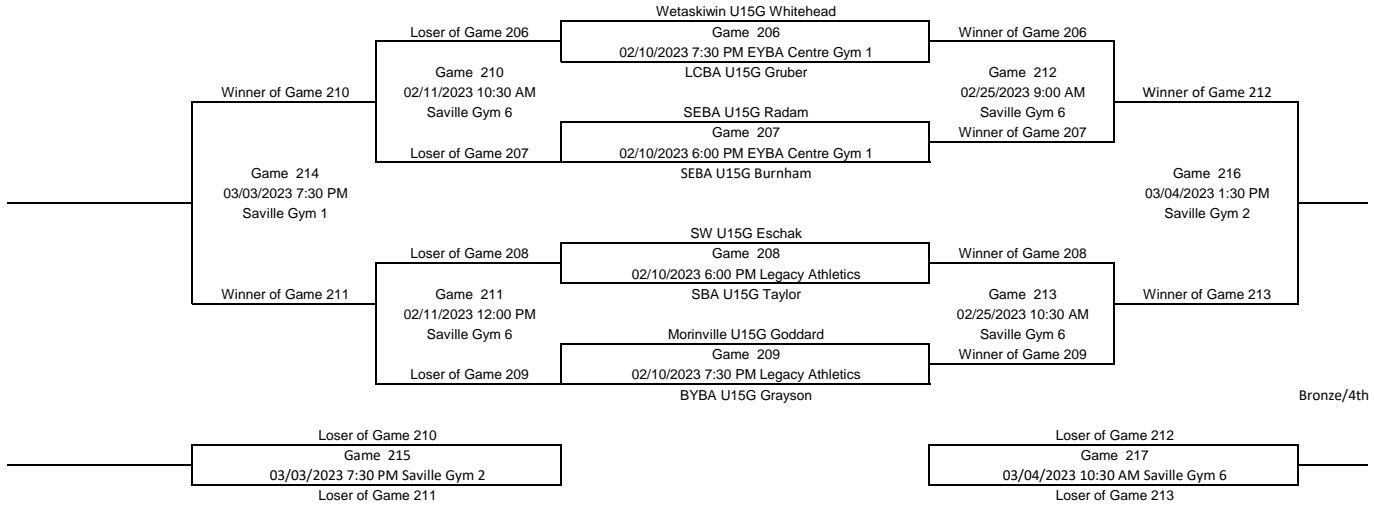 Wetaskiwin U15G Whitehead
Loser of Game 206
Game 206
Winner of Game 206
02/10/2023 7:30 PM EYBA Centre Gym 1
Game 210
LCBA U15G Gruber
Game 212
Winner of Game 210
02/11/2023 10:30 AM
02/25/2023 9:00 AM
Winner of Game 212
Saville Gym 6
SEBA U15G Radam
Saville Gym 6
Game 207
Winner of Game 207
Loser of Game 207
02/10/2023 6:00 PM EYBA Centre Gym 1
Game 214
SEBA U15G Burnham
Game 216
03/03/2023 7:30 PM
03/04/2023 1:30 PM
Saville Gym 1
Saville Gym 2
SW U15G Eschak
Loser of Game 208
Game 208
Winner of Game 208
02/10/2023 6:00 PM Legacy Athletics
Winner of Game 211
Game 211
SBA U15G Taylor
Game 213
Winner of Game 213
02/11/2023 12:00 PM
02/25/2023 10:30 AM
Saville Gym 6
Morinville U15G Goddard
Saville Gym 6
Game 209
Winner of Game 209
Loser of Game 209
02/10/2023 7:30 PM Legacy Athletics
BYBA U15G Grayson
Bronze/4th
Loser of Game 210
Loser of Game 212
Game 215
Game 217
03/03/2023 7:30 PM Saville Gym 2
03/04/2023 10:30 AM Saville Gym 6
Loser of Game 211
Loser of Game 213